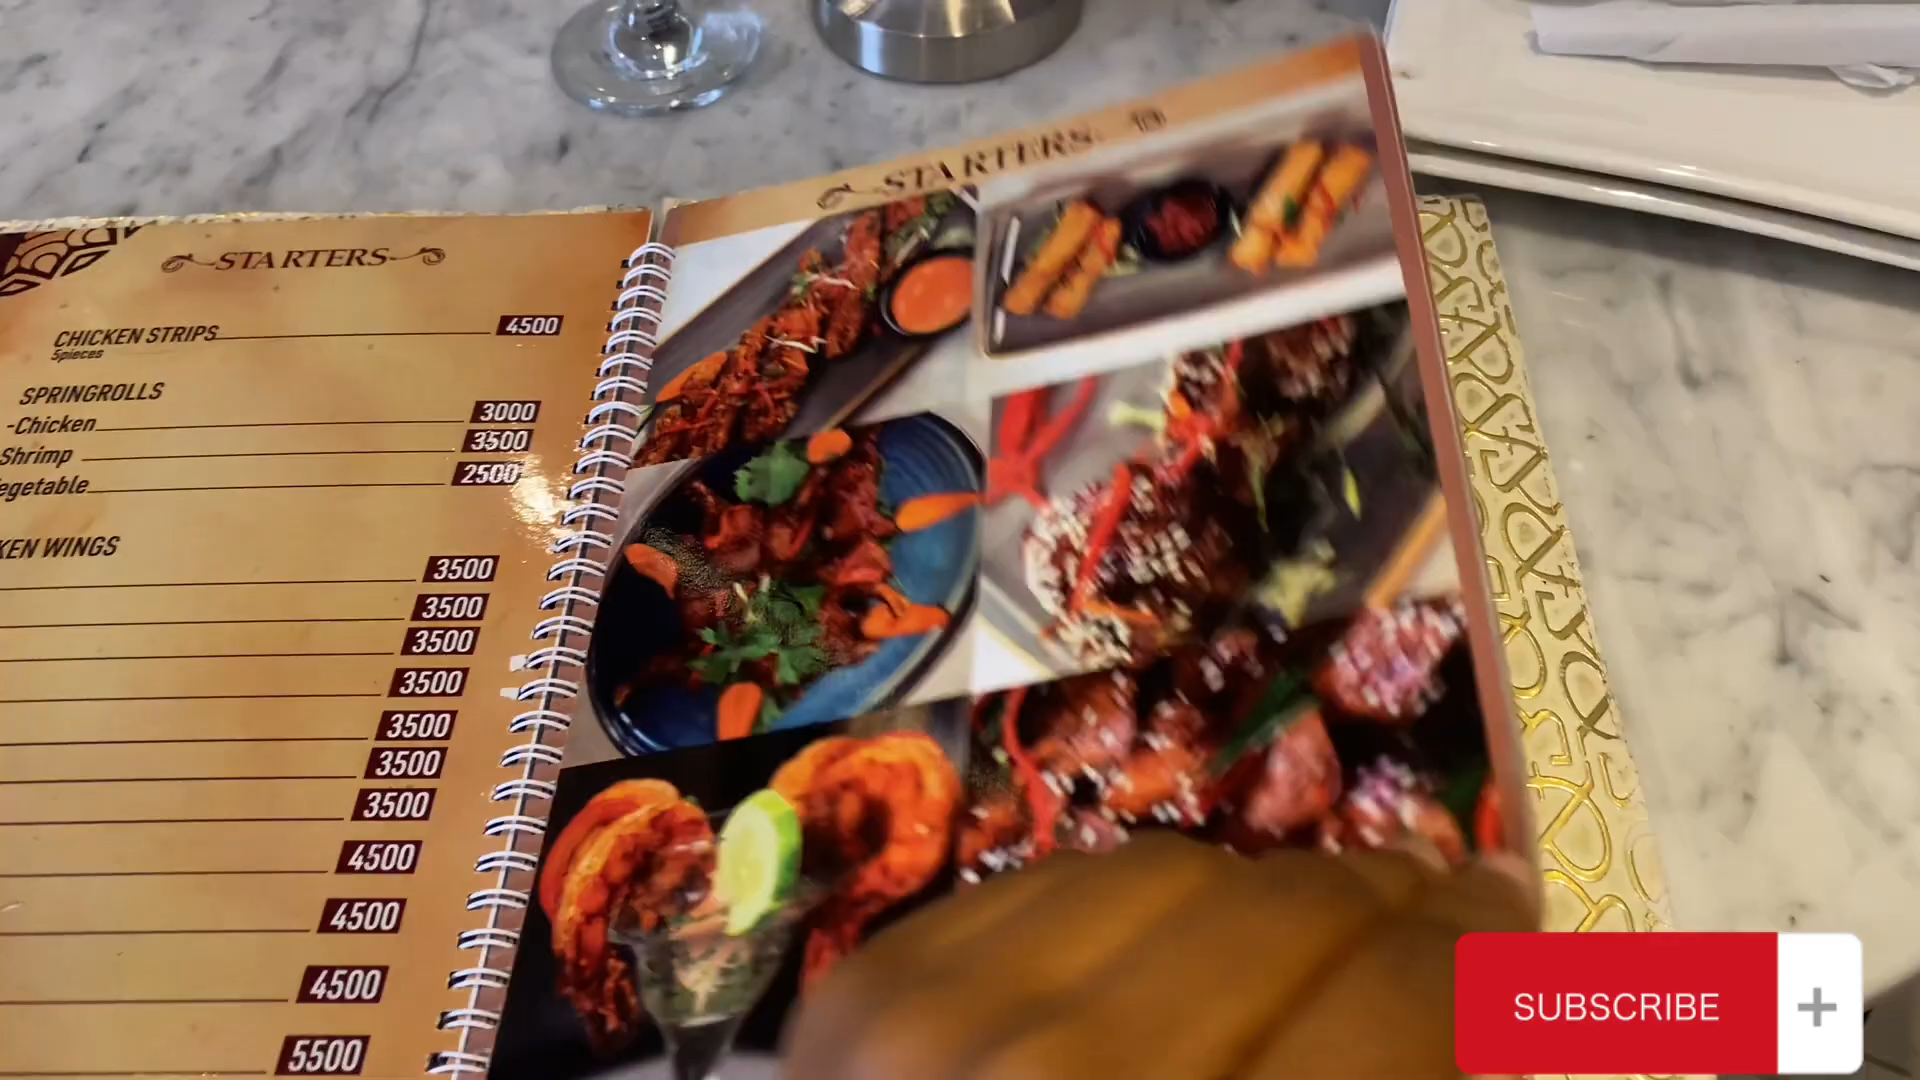 STARTERS
CHICKEN STRIPS 4500
5pieces
SPRINGROLLS
-Chicken 3000
Shrimp 3500
egetable 2500
KEN WINGS
3500
3500
3500
3500
3500
3500
3500
4500
4500
4500
5500
STARTERS
SUBSCRIBE +